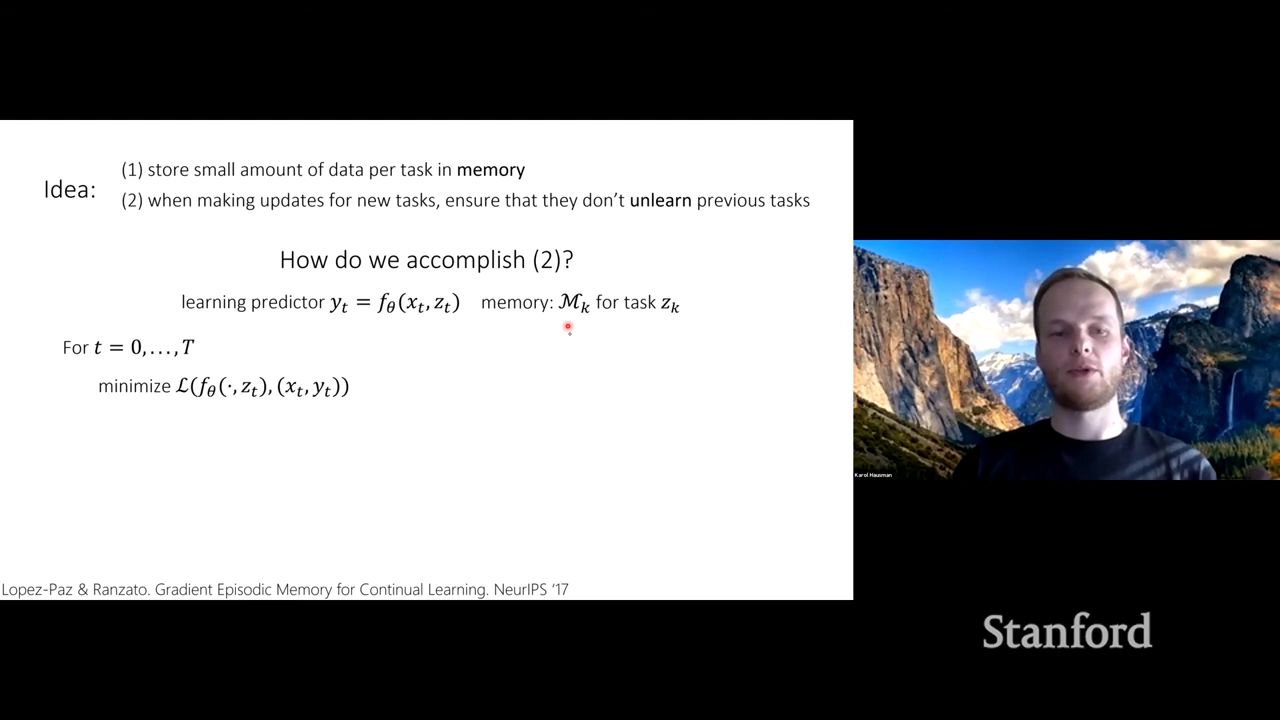 Idea:
(1) store small amount of data per task in memory
(2) when making updates for new tasks, ensure that they don't unlearn previous tasks
How do we accomplish (2)?
learning predictor yₜ = f_θ(xₜ, zₜ) memory: ℳₖ for task zₖ
For t = 0, . . . , T
minimize ℒ(f_θ(·, zₜ), (xₜ, yₜ))
Karol Hausman
Lopez-Paz & Ranzato. Gradient Episodic Memory for Continual Learning. NeurIPS '17
Stanford